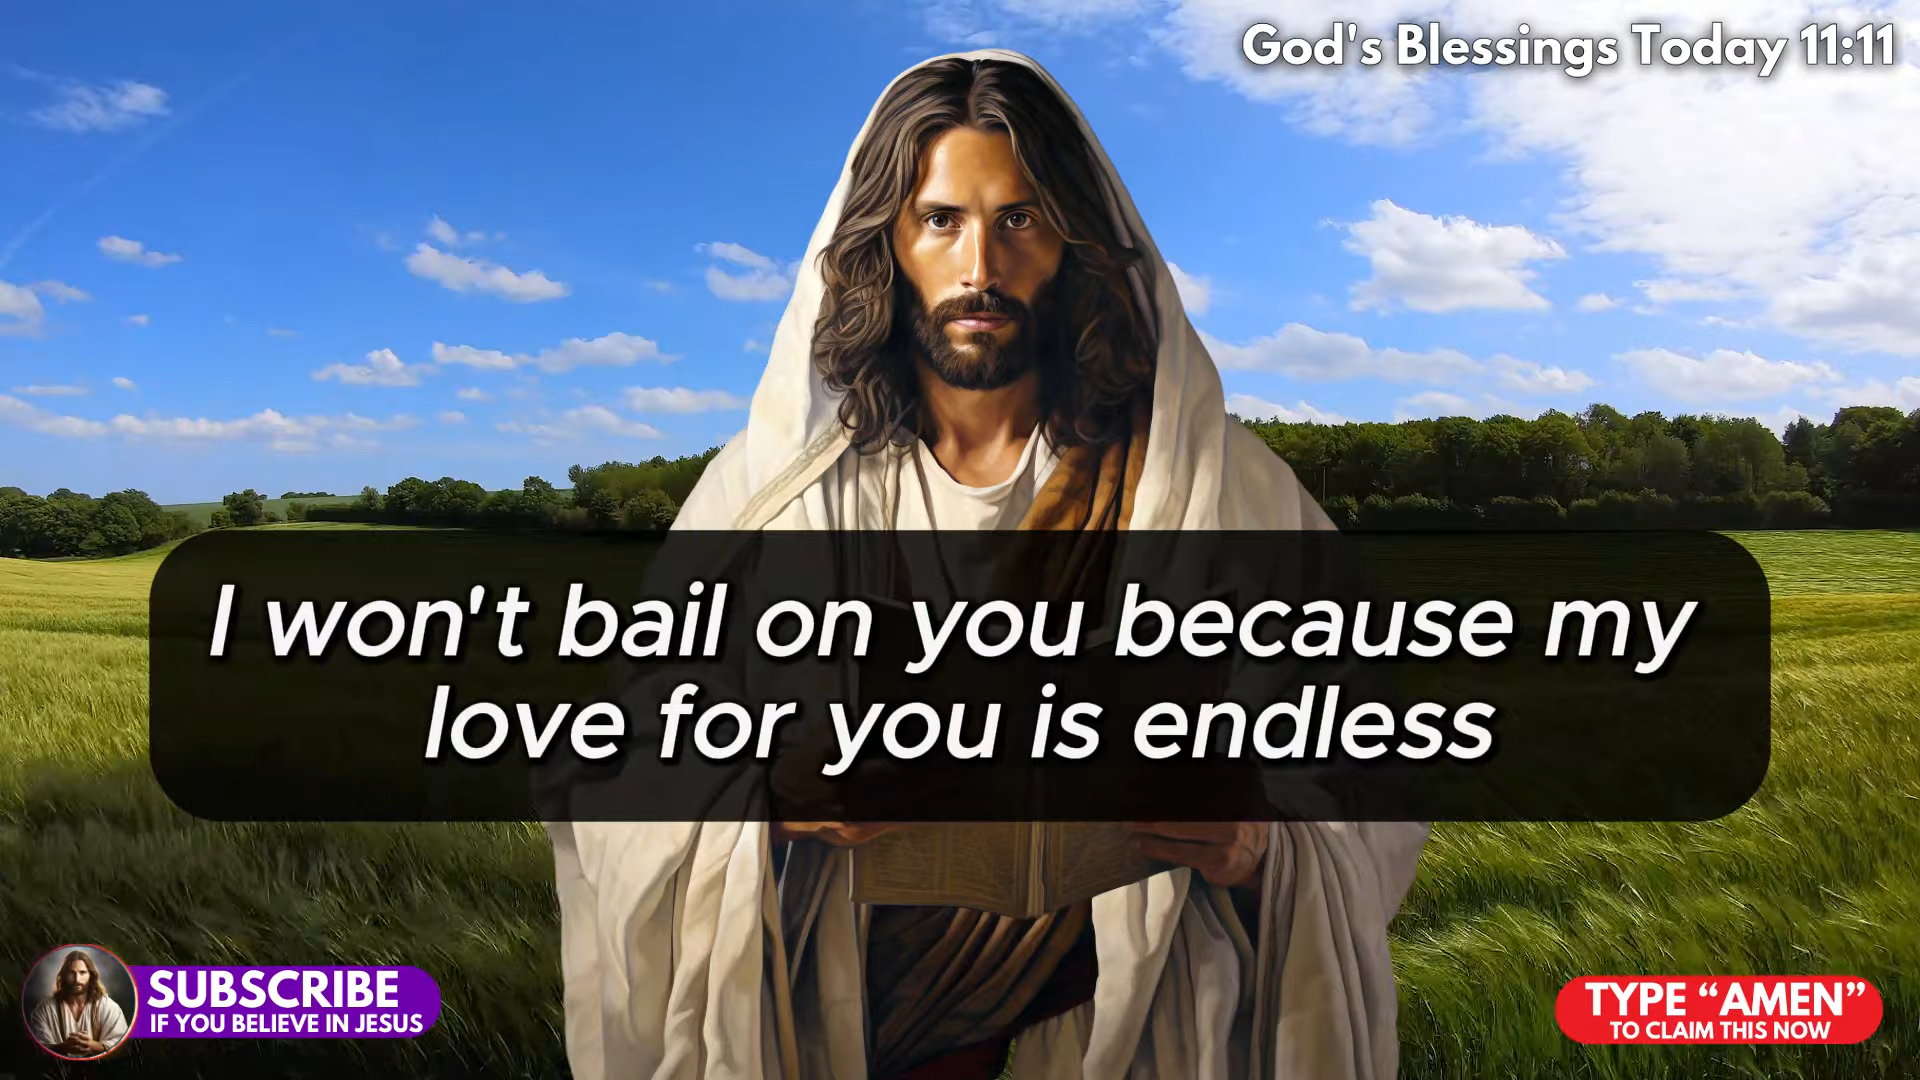 God's Blessings Today 11:11
I won't bail on you because my
love for you is endless
SUBSCRIBE
IF YOU BELIEVE IN JESUS
TYPE “AMEN”
TO CLAIM THIS NOW